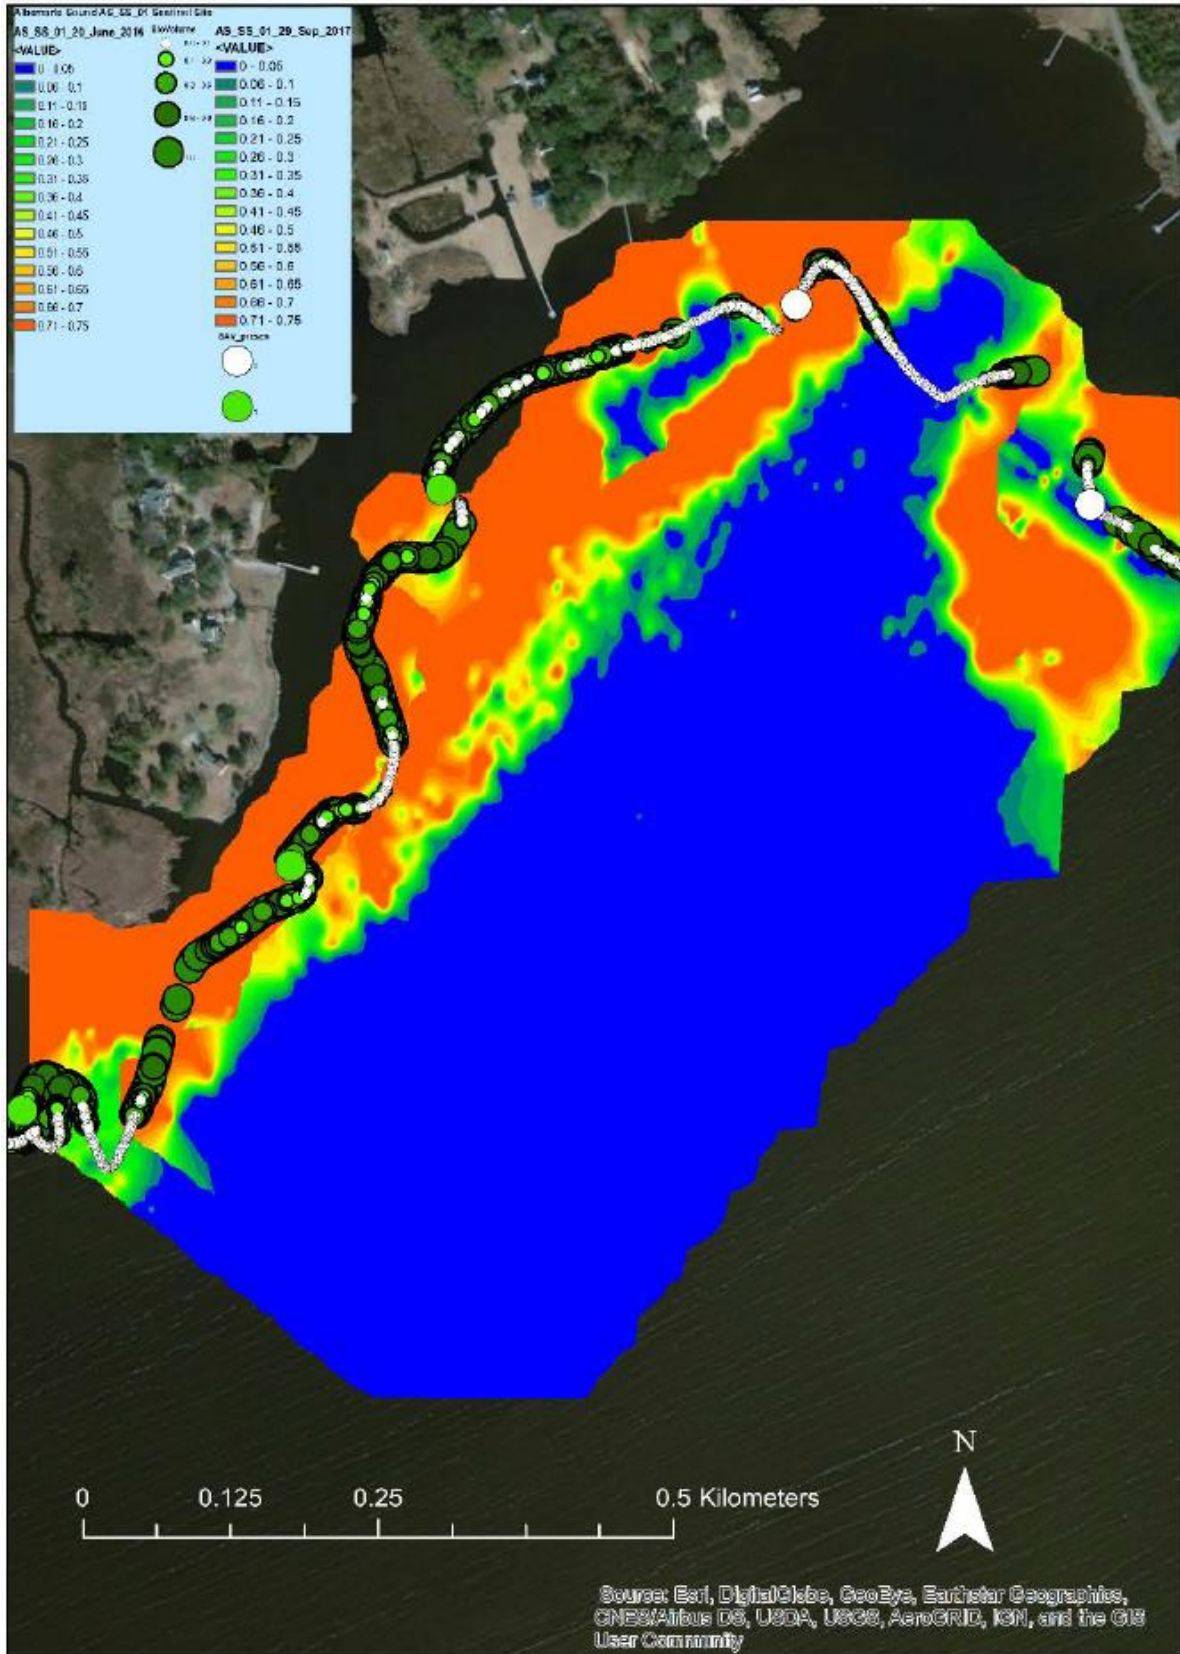 Albemarle Sound AS_SS_01 Sentinel Site
AS_SS_01_20_June_2016
<VALUE>
0 - 0.05
0.06 - 0.1
0.11 - 0.15
0.16 - 0.2
0.21 - 0.25
0.26 - 0.3
0.31 - 0.35
0.36 - 0.4
0.41 - 0.45
0.46 - 0.5
0.51 - 0.55
0.56 - 0.6
0.61 - 0.65
0.66 - 0.7
0.71 - 0.75
BioVolume
AS_SS_01_29_Sep_2017
<VALUE>
0 - 0.05
0.06 - 0.1
0.11 - 0.15
0.16 - 0.2
0.21 - 0.25
0.26 - 0.3
0.31 - 0.35
0.36 - 0.4
0.41 - 0.45
0.46 - 0.5
0.51 - 0.55
0.56 - 0.6
0.61 - 0.65
0.66 - 0.7
0.71 - 0.75
N
0 0.125 0.25 0.5 Kilometers
Source: Esri, DigitalGlobe, GeoEye, Earthstar Geographics,
CNES/Airbus DS, USDA, USGS, AeroGRID, IGN, and the GIS
User Community